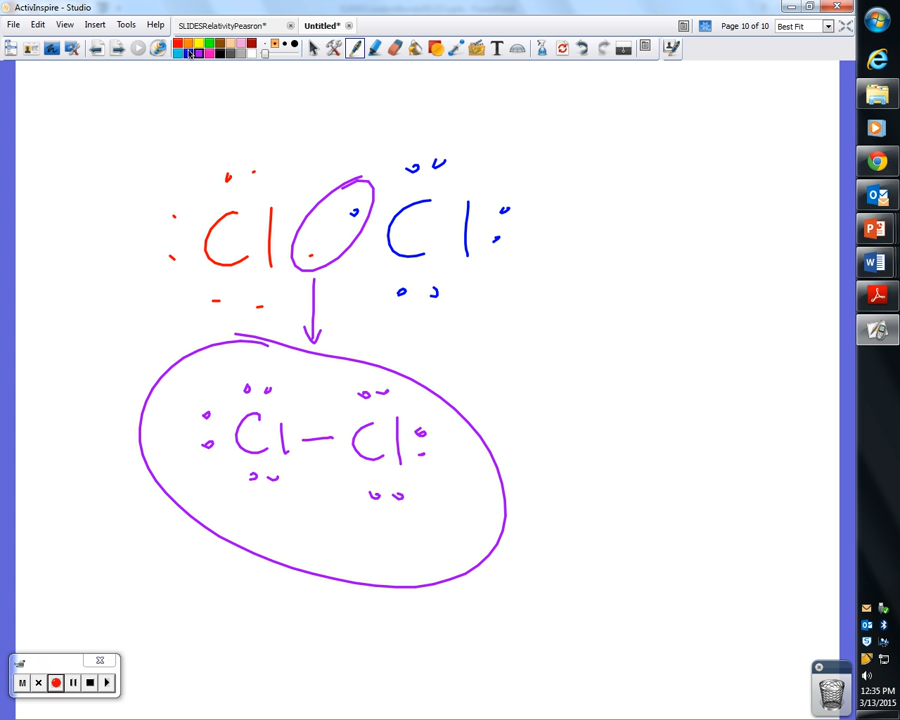 ActivInspire - Studio
File Edit View Insert Tools Help SLIDESRelativityPeasron* Untitled* Page 10 of 10 Best Fit
Cl Cl
Cl - Cl
M
12:35 PM
3/13/2015